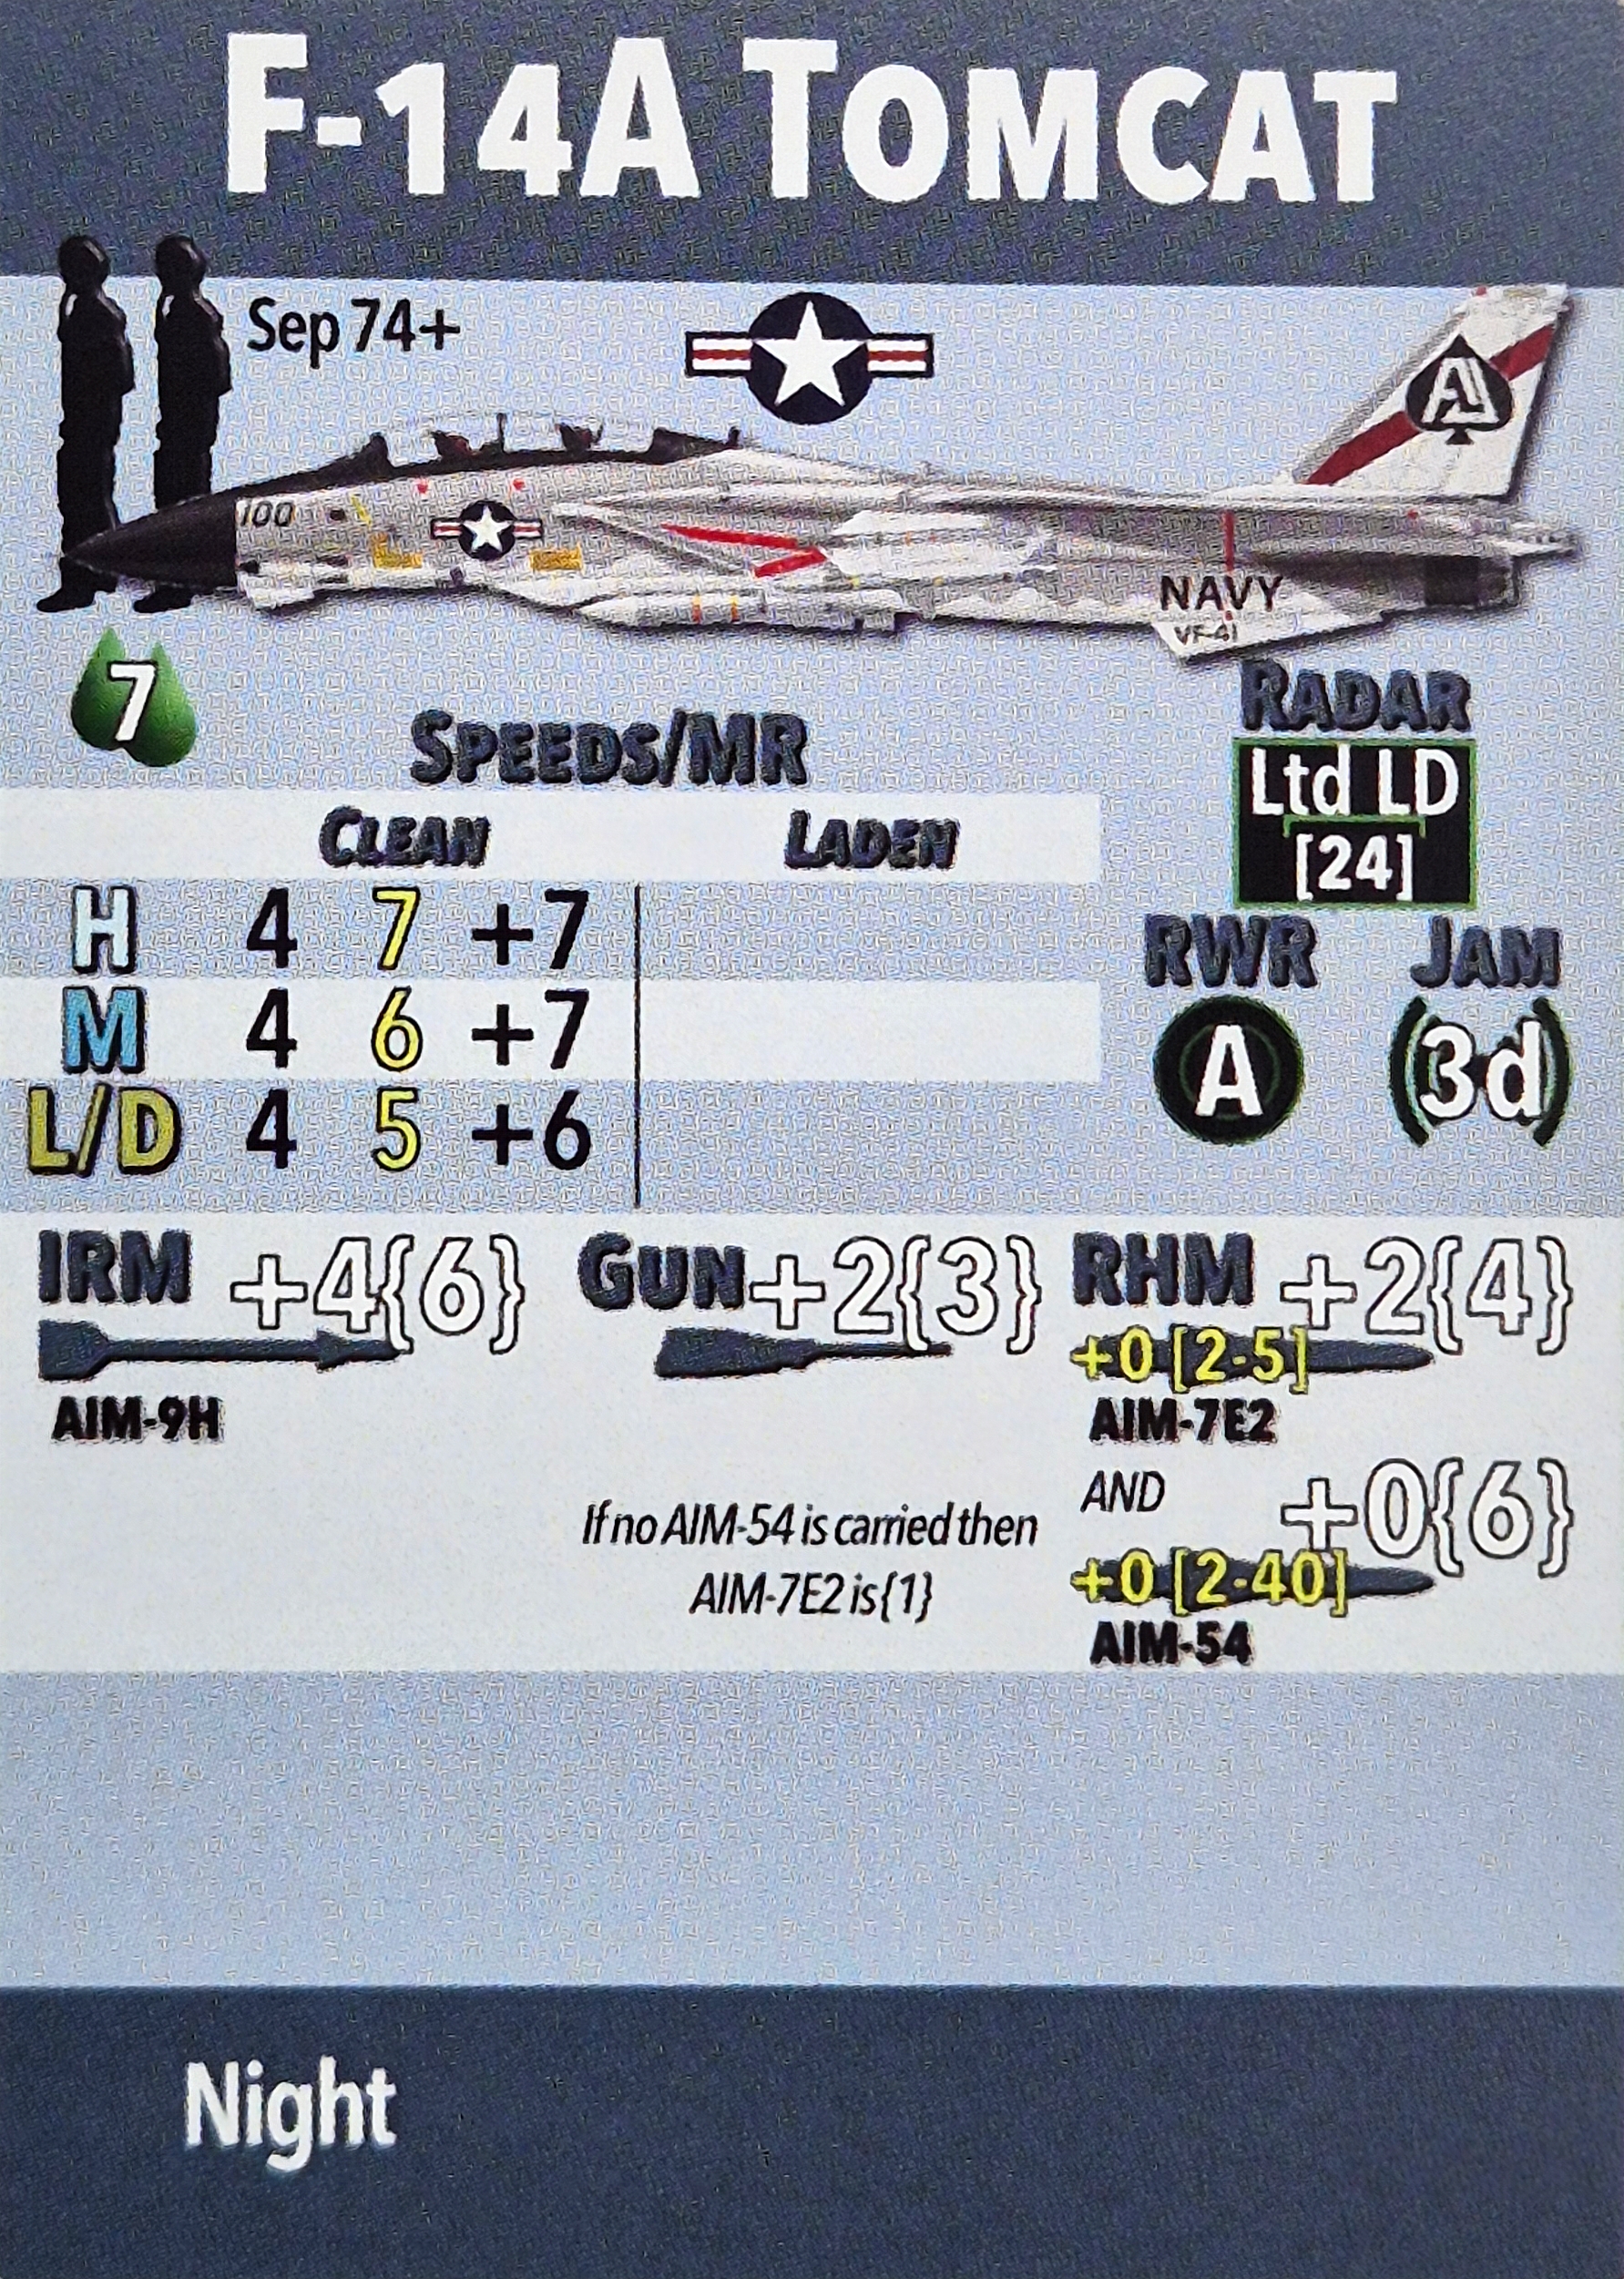 F-14A TOMCAT
Sep 74+
AJ
100
NAVY
VF-41
7
SPEEDS/MR
RADAR
Ltd LD
[24]
CLEAN LADEN
H 4 7 +7
M 4 6 +7
L/D 4 5 +6
RWR JAM
A (3d)
IRM +4{6}
AIM-9H
GUN +2{3}
RHM +2{4}
+0 [2-5]
AIM-7E2
AND +0{6}
+0 [2-40]
AIM-54
If no AIM-54 is carried then
AIM-7E2 is {1}
Night